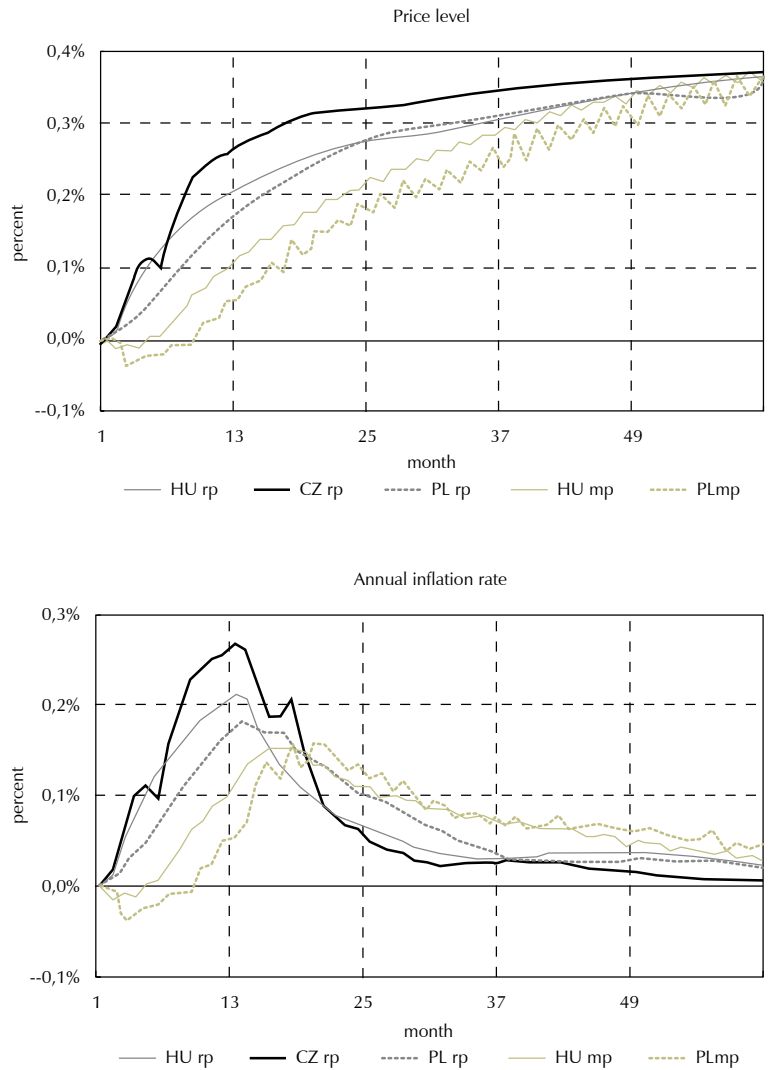 Price level
0,4%
0,3%
0,2%
0,1%
0,0%
--0,1%
percent
1 13 25 37 49
month
HU rp CZ rp PL rp HU mp PLmp
Annual inflation rate
0,3%
0,2%
0,1%
0,0%
--0,1%
percent
1 13 25 37 49
month
HU rp CZ rp PL rp HU mp PLmp